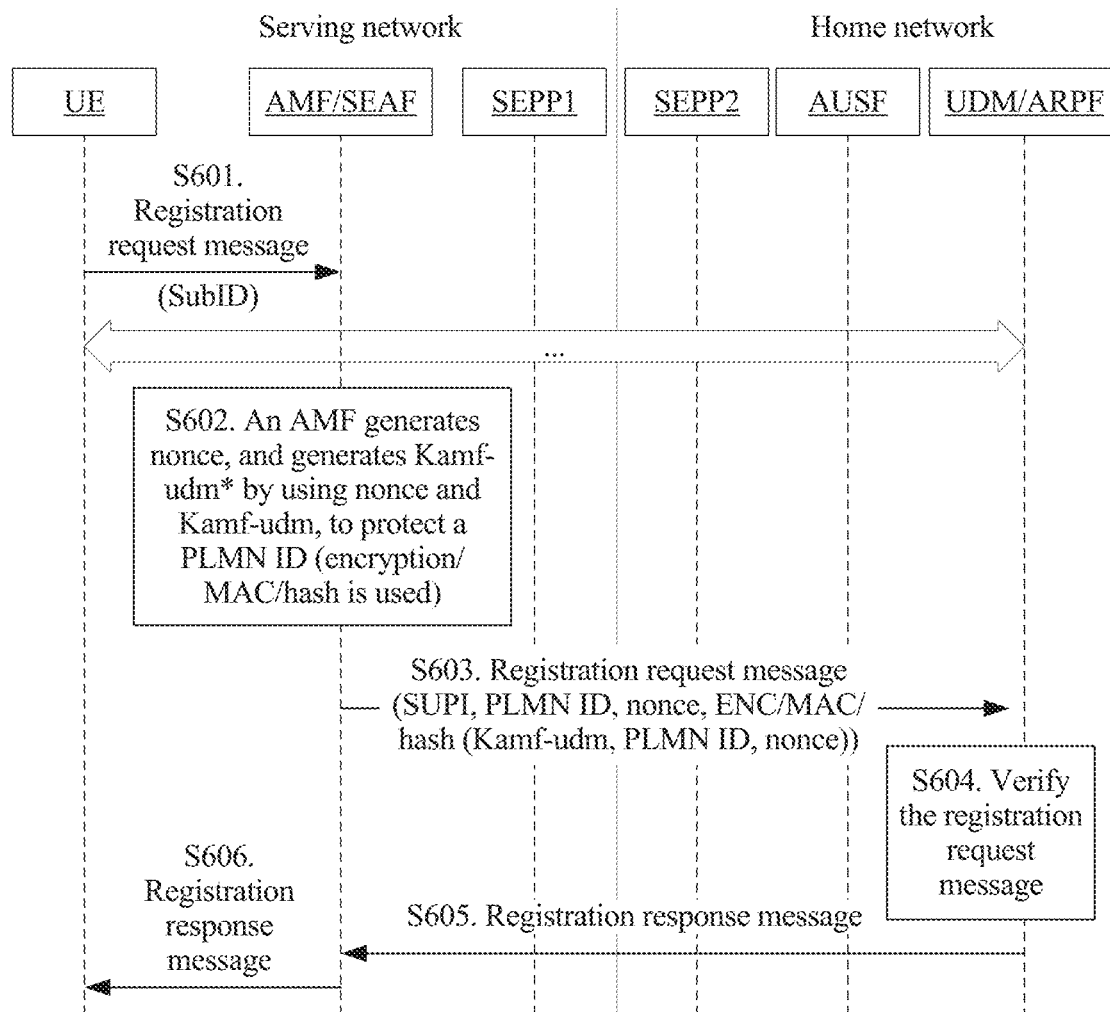 Serving network
Home network
UE
AMF/SEAF
SEPP1
SEPP2
AUSF
UDM/ARPF
S601.
Registration
request message
(SubID)
...
S602. An AMF generates
nonce, and generates Kamf-
udm* by using nonce and
Kamf-udm, to protect a
PLMN ID (encryption/
MAC/hash is used)
S603. Registration request message
(SUPI, PLMN ID, nonce, ENC/MAC/
hash (Kamf-udm, PLMN ID, nonce))
S604. Verify
the registration
request
message
S605. Registration response message
S606.
Registration
response
message